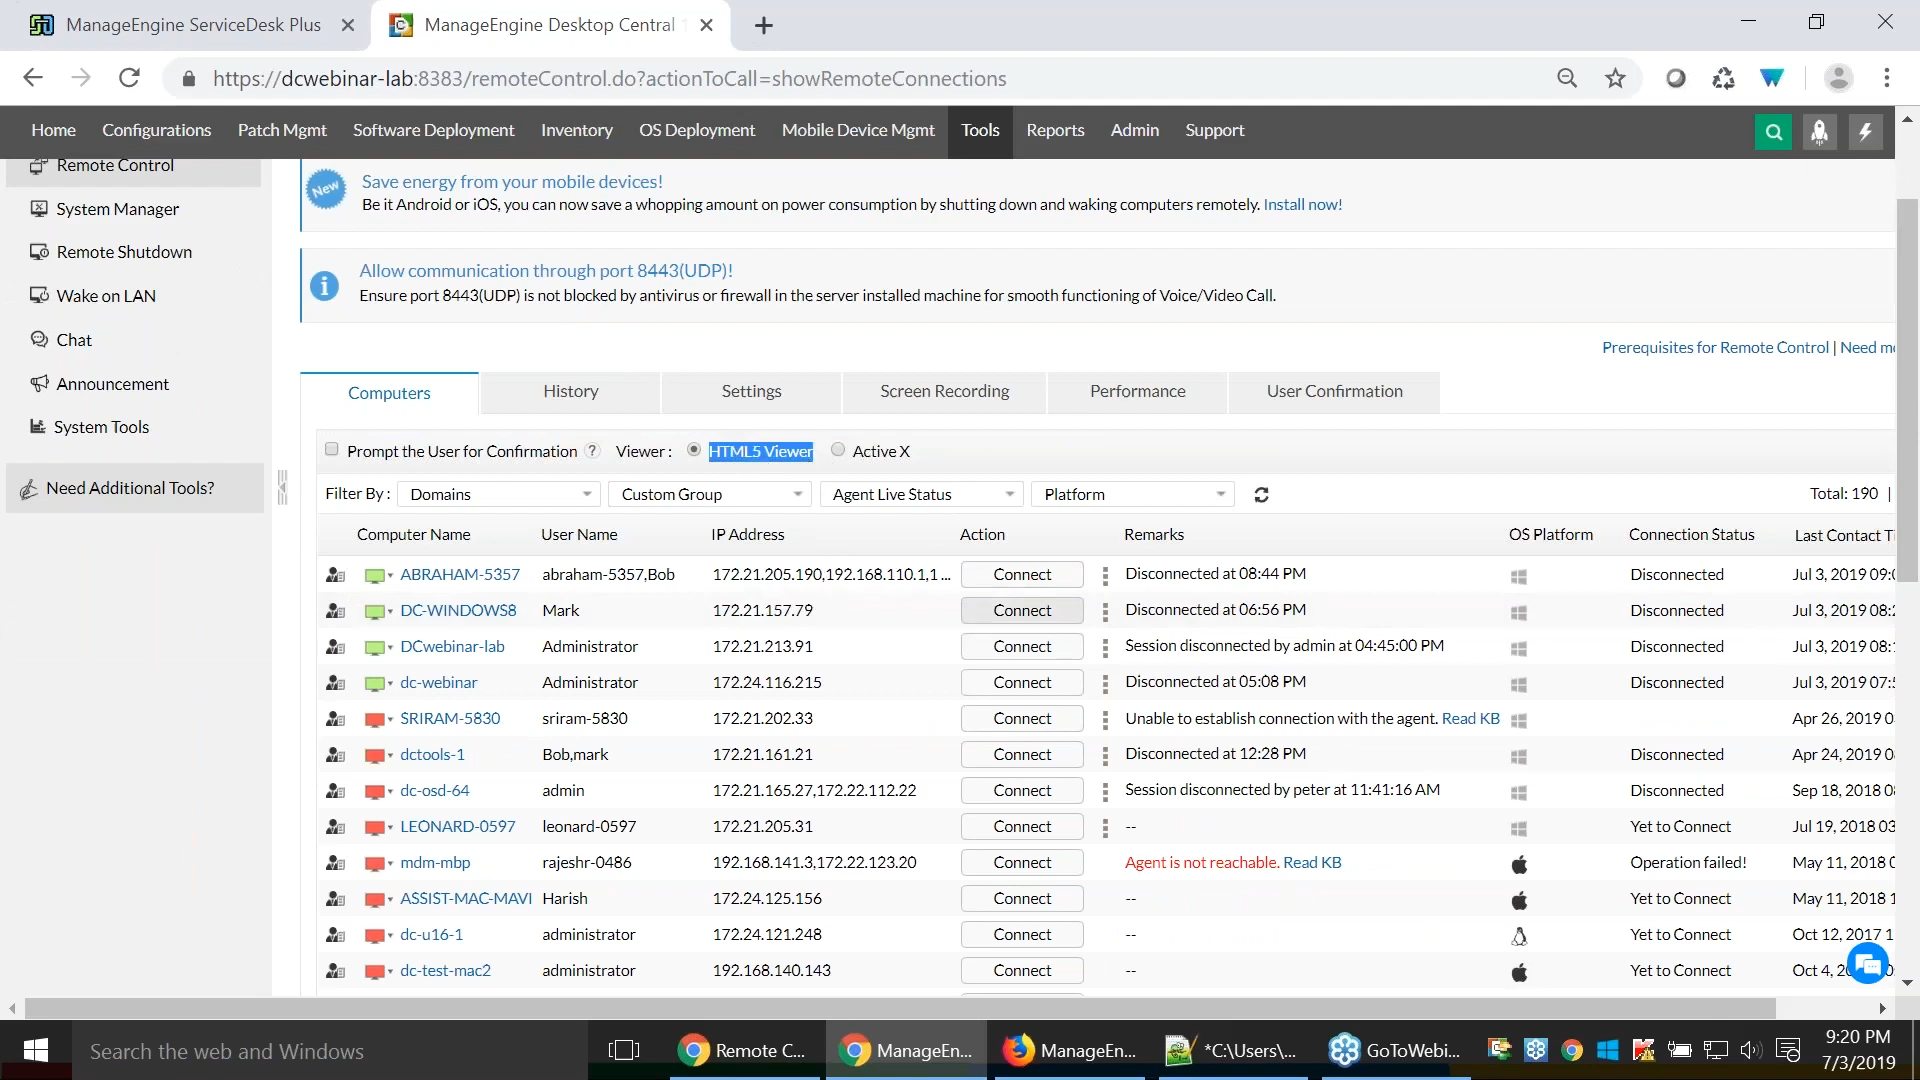 ManageEngine ServiceDesk Plus
ManageEngine Desktop Central
https://dcwebinar-lab:8383/remoteControl.do?actionToCall=showRemoteConnections
Home Configurations Patch Mgmt Software Deployment Inventory OS Deployment Mobile Device Mgmt Tools Reports Admin Support
Remote Control
System Manager
Remote Shutdown
Wake on LAN
Chat
Announcement
System Tools
Need Additional Tools?
New
Save energy from your mobile devices!
Be it Android or iOS, you can now save a whopping amount on power consumption by shutting down and waking computers remotely. Install now!
Allow communication through port 8443(UDP)!
Ensure port 8443(UDP) is not blocked by antivirus or firewall in the server installed machine for smooth functioning of Voice/Video Call.
Prerequisites for Remote Control | Need
Computers History Settings Screen Recording Performance User Confirmation
Prompt the User for Confirmation ? Viewer : HTML5 Viewer Active X
Filter By : Domains Custom Group Agent Live Status Platform Total: 190 |
Computer Name User Name IP Address Action Remarks OS Platform Connection Status Last Contact
ABRAHAM-5357 abraham-5357,Bob 172.21.205.190,192.168.110.1,1... Connect Disconnected at 08:44 PM Disconnected Jul 3, 2019 09:
DC-WINDOWS8 Mark 172.21.157.79 Connect Disconnected at 06:56 PM Disconnected Jul 3, 2019 08:
DCwebinar-lab Administrator 172.21.213.91 Connect Session disconnected by admin at 04:45:00 PM Disconnected Jul 3, 2019 08:
dc-webinar Administrator 172.24.116.215 Connect Disconnected at 05:08 PM Disconnected Jul 3, 2019 07:
SRIRAM-5830 sriram-5830 172.21.202.33 Connect Unable to establish connection with the agent. Read KB Apr 26, 2019
dctools-1 Bob,mark 172.21.161.21 Connect Disconnected at 12:28 PM Disconnected Apr 24, 2019
dc-osd-64 admin 172.21.165.27,172.22.112.22 Connect Session disconnected by peter at 11:41:16 AM Disconnected Sep 18, 2018
LEONARD-0597 leonard-0597 172.21.205.31 Connect -- Yet to Connect Jul 19, 2018 03
mdm-mbp rajeshr-0486 192.168.141.3,172.22.123.20 Connect Agent is not reachable. Read KB Operation failed! May 11, 2018
ASSIST-MAC-MAVI Harish 172.24.125.156 Connect -- Yet to Connect May 11, 2018 1
dc-u16-1 administrator 172.24.121.248 Connect -- Yet to Connect Oct 12, 2017 1
dc-test-mac2 administrator 192.168.140.143 Connect -- Yet to Connect Oct 4,
Search the web and Windows
Remote C...
ManageEn...
ManageEn...
*C:\Users\...
GoToWebi...
9:20 PM
7/3/2019